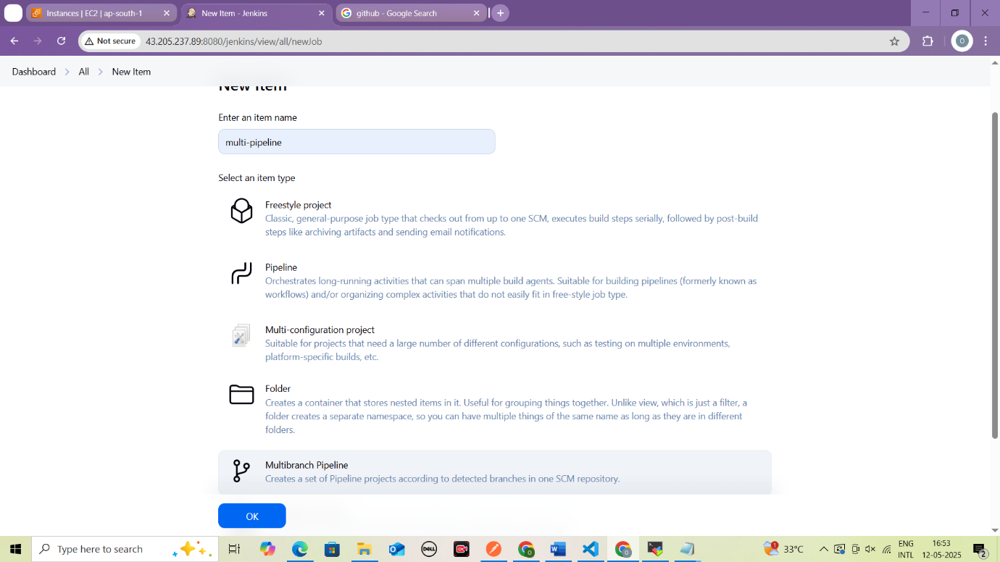 Instances | EC2 | ap-south-1
New Item - Jenkins
github - Google Search
Not secure
43.205.237.89:8080/jenkins/view/all/newJob
O
Dashboard
All
New Item
New Item
Enter an item name
multi-pipeline
Select an item type
Freestyle project
Classic, general-purpose job type that checks out from up to one SCM, executes build steps serially, followed by post-build
steps like archiving artifacts and sending email notifications.
Pipeline
Orchestrates long-running activities that can span multiple build agents. Suitable for building pipelines (formerly known as
workflows) and/or organizing complex activities that do not easily fit in free-style job type.
Multi-configuration project
Suitable for projects that need a large number of different configurations, such as testing on multiple environments,
platform-specific builds, etc.
Folder
Creates a container that stores nested items in it. Useful for grouping things together. Unlike view, which is just a filter, a
folder creates a separate namespace, so you can have multiple things of the same name as long as they are in different
folders.
Multibranch Pipeline
Creates a set of Pipeline projects according to detected branches in one SCM repository.
OK
Type here to search
DELL
1
33°C
ENG
INTL
16:53
12-05-2025
2